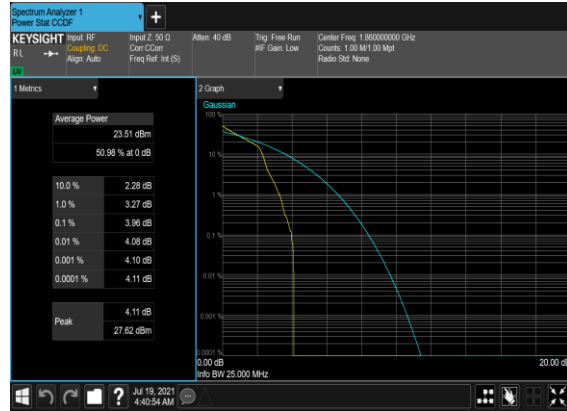 Spectrum Analyzer 1
Power Stat CCDF
+
KEYSIGHT
RL
Input: RF
Coupling: DC
Align: Auto
Input Z: 50 Ω
Corr CCorr
Freq Ref: Int (S)
Atten: 40 dB
Trig: Free Run
#IF Gain: Low
Center Freq: 1.860000000 GHz
Counts: 1.00 M/1.00 Mpt
Radio Std: None
1 Metrics
Average Power
23.51 dBm
50.98 % at 0 dB
10.0 % 2.28 dB
1.0 % 3.27 dB
0.1 % 3.96 dB
0.01 % 4.08 dB
0.001 % 4.10 dB
0.0001 % 4.11 dB
Peak
4.11 dB
27.62 dBm
2 Graph
Gaussian
100 %
10 %
1 %
0.1 %
0.01 %
0.001 %
0.0001 %
0.00 dB
20.00 dB
Info BW 25.000 MHz
?
Jul 19, 2021
4:40:54 AM